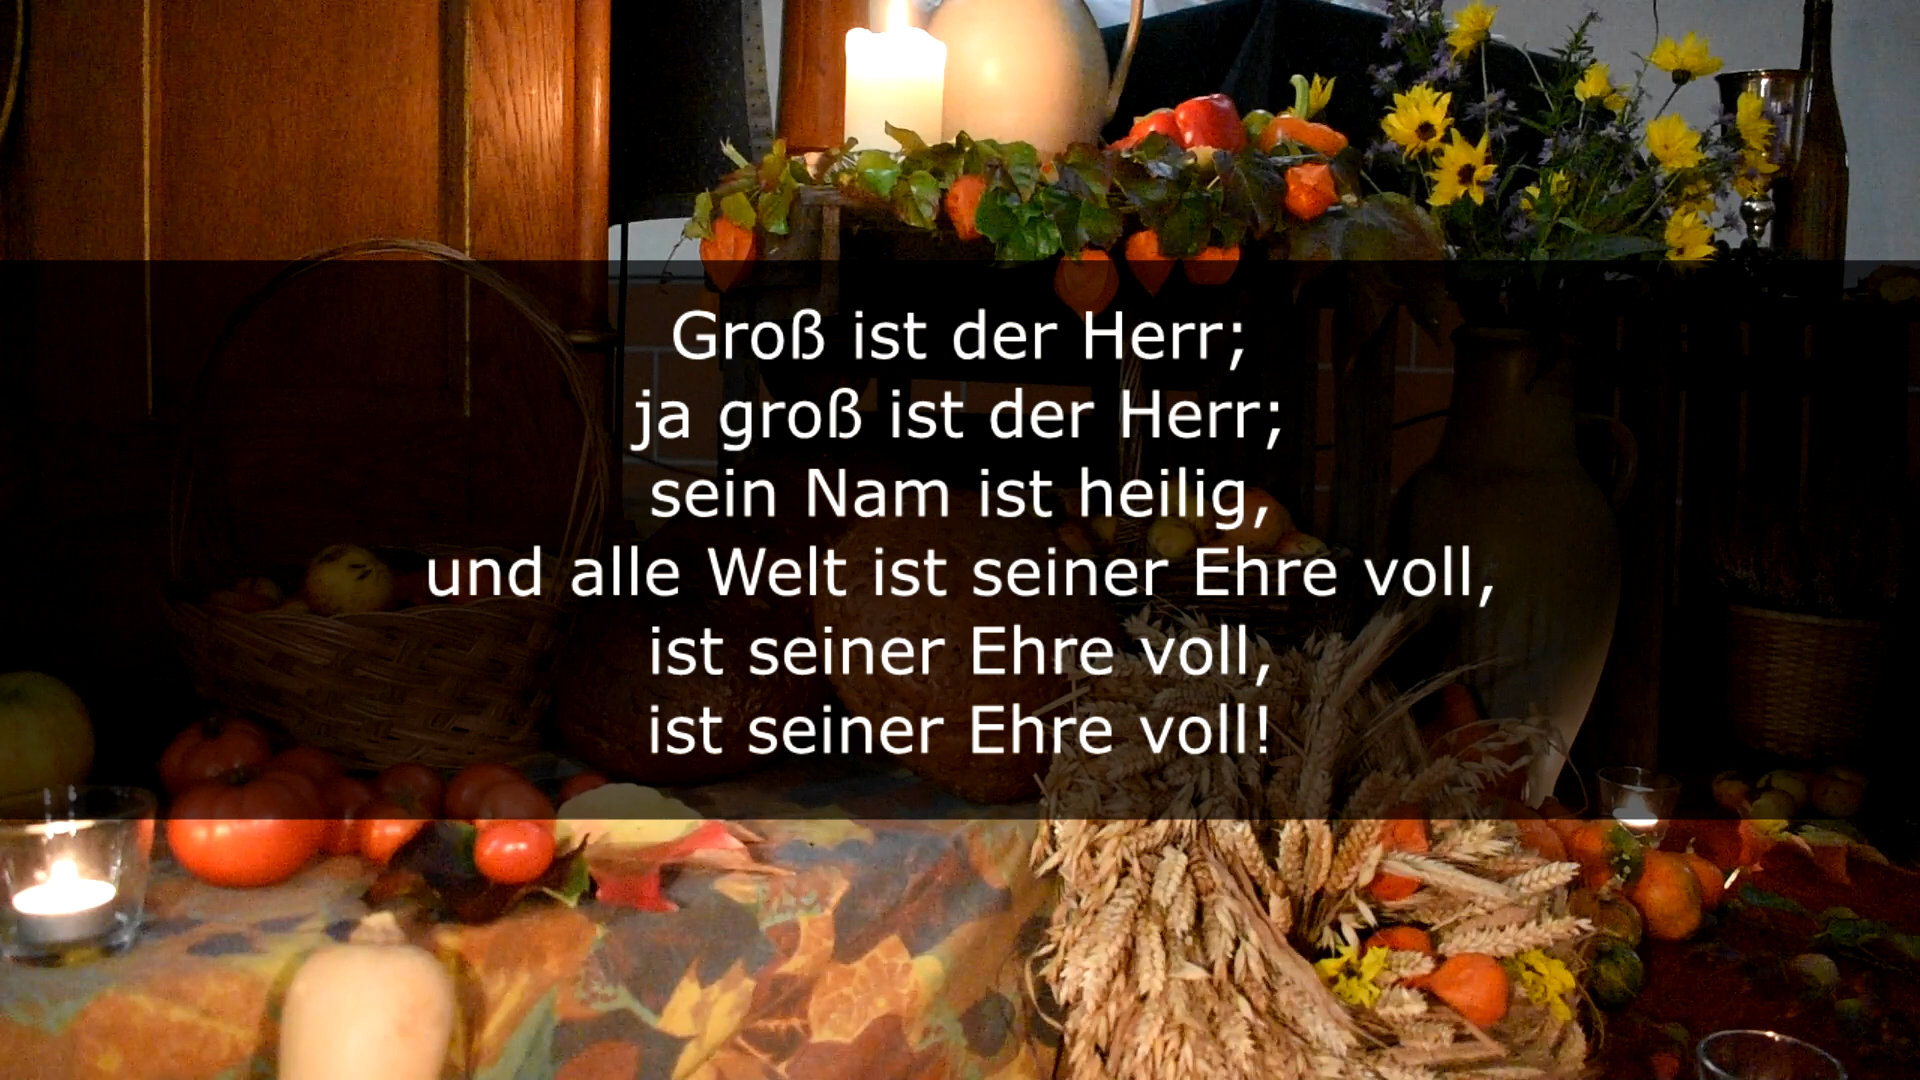 Groß ist der Herr;
ja groß ist der Herr;
sein Nam ist heilig,
und alle Welt ist seiner Ehre voll,
ist seiner Ehre voll,
ist seiner Ehre voll!